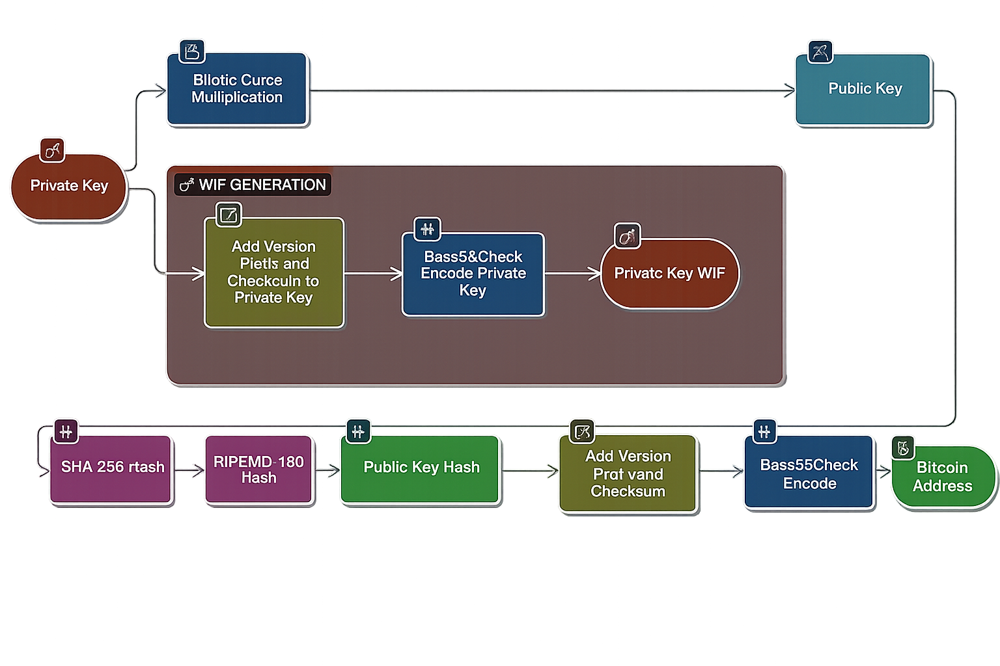 Bllotic Curce
Muiliplication
Public Key
Private Key
WIF GENERATION
Add Version
Pietls and
Checkculn to
Private Key
Bass5&Check
Encode Private
Key
Privatc Key WIF
SHA 256 rtash
RIPEMD-180
Hash
Public Key Hash
Add Version
Prat vand
Checksum
Bass55Check
Encode
Bitcoin
Address